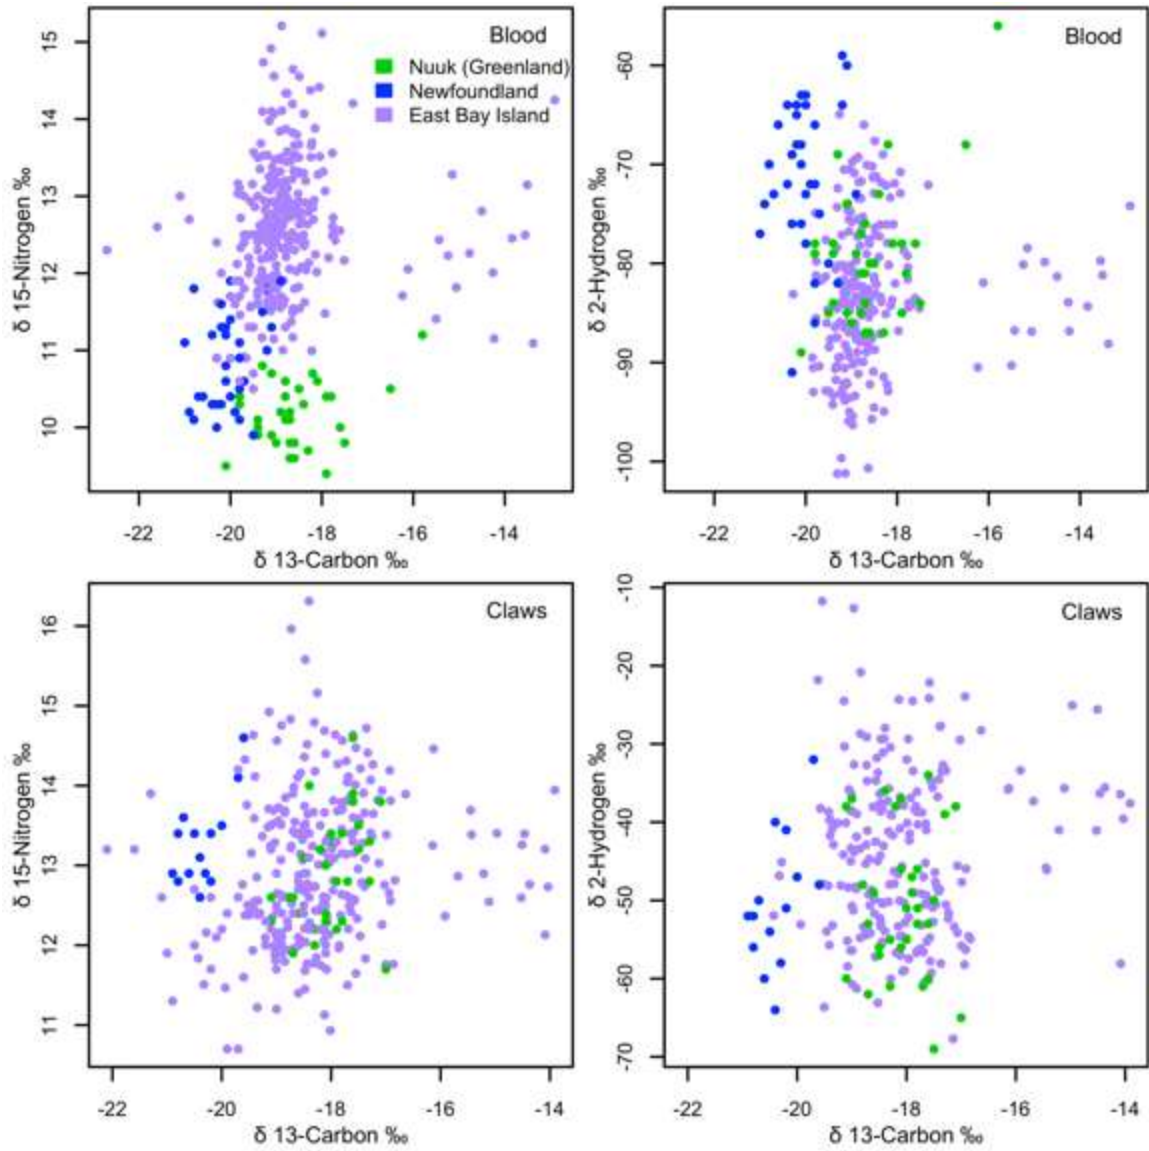 Blood
Nuuk (Greenland)
Newfoundland
East Bay Island
15
14
13
12
11
10
δ 15-Nitrogen ‰
-22 -20 -18 -16 -14
δ 13-Carbon ‰
Blood
-60
-70
-80
-90
-100
δ 2-Hydrogen ‰
-22 -20 -18 -16 -14
δ 13-Carbon ‰
Claws
16
15
14
13
12
11
δ 15-Nitrogen ‰
-22 -20 -18 -16 -14
δ 13-Carbon ‰
Claws
-10
-20
-30
-40
-50
-60
-70
δ 2-Hydrogen ‰
-22 -20 -18 -16 -14
δ 13-Carbon ‰